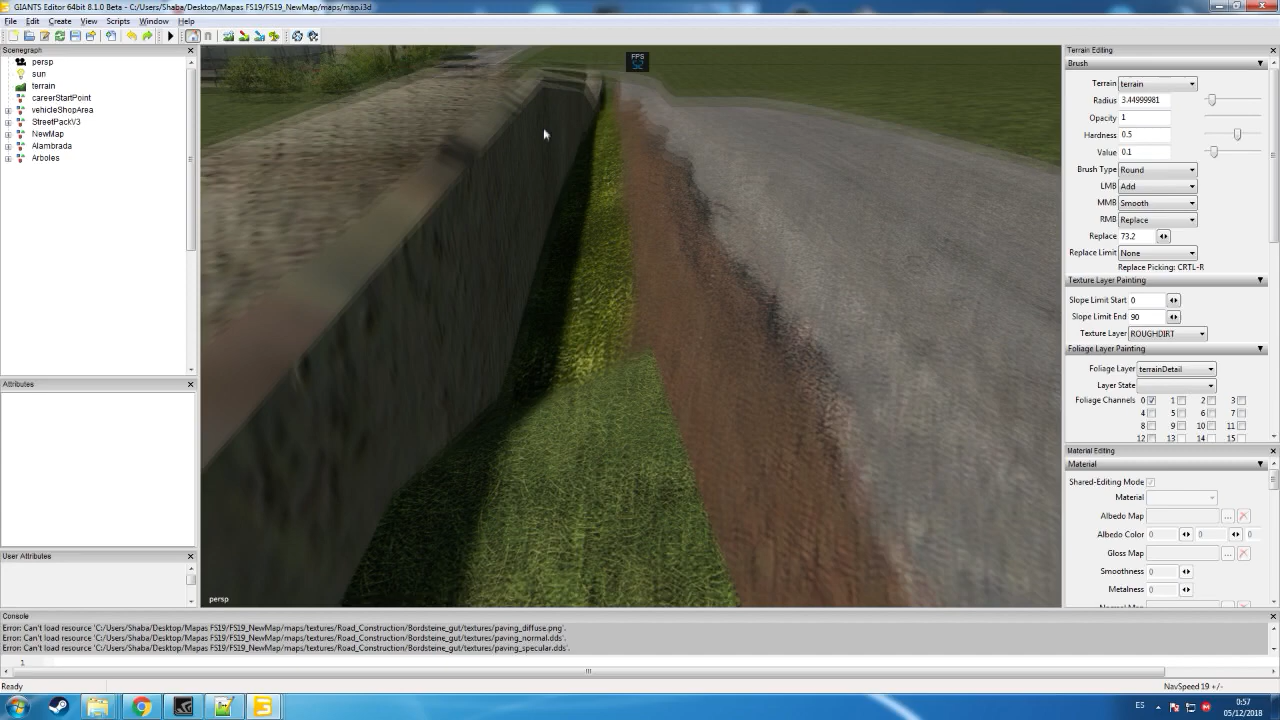 GIANTS Editor 64bit 8.1.0 Beta - C:/Users/Shaba/Desktop/Mapas FS19/FS19_NewMap/maps/map.i3d
File Edit Create View Scripts Window Help
Scenegraph
persp
sun
terrain
careerStartPoint
vehicleShopArea
StreetPackV3
NewMap
Alambrada
Arboles
Attributes
User Attributes
FPS
persp
Terrain Editing
Brush
Terrain terrain
Radius 3.44999981
Opacity 1
Hardness 0.5
Value 0.1
Brush Type Round
LMB Add
MMB Smooth
RMB Replace
Replace 73.2
Replace Limit None
Replace Picking: CRTL-R
Texture Layer Painting
Slope Limit Start 0
Slope Limit End 90
Texture Layer ROUGHDIRT
Foliage Layer Painting
Foliage Layer terrainDetail
Layer State
Foliage Channels 0 1 2 3
4 5 6 7
8 9 10 11
12 13 14 15
Material Editing
Material
Shared-Editing Mode
Material
Albedo Map ...
Albedo Color 0 0 0
Gloss Map ...
Smoothness 0
Metalness 0
Normal Map
Console
Error: Can't load resource 'C:/Users/Shaba/Desktop/Mapas FS19/FS19_NewMap/maps/textures/Road_Construction/Bordsteine_gut/textures/paving_diffuse.png'.
Error: Can't load resource 'C:/Users/Shaba/Desktop/Mapas FS19/FS19_NewMap/maps/textures/Road_Construction/Bordsteine_gut/textures/paving_normal.dds'.
Error: Can't load resource 'C:/Users/Shaba/Desktop/Mapas FS19/FS19_NewMap/maps/textures/Road_Construction/Bordsteine_gut/textures/paving_specular.dds'.
1
Ready
NavSpeed 19 +/-
ES
0:57
05/12/2018